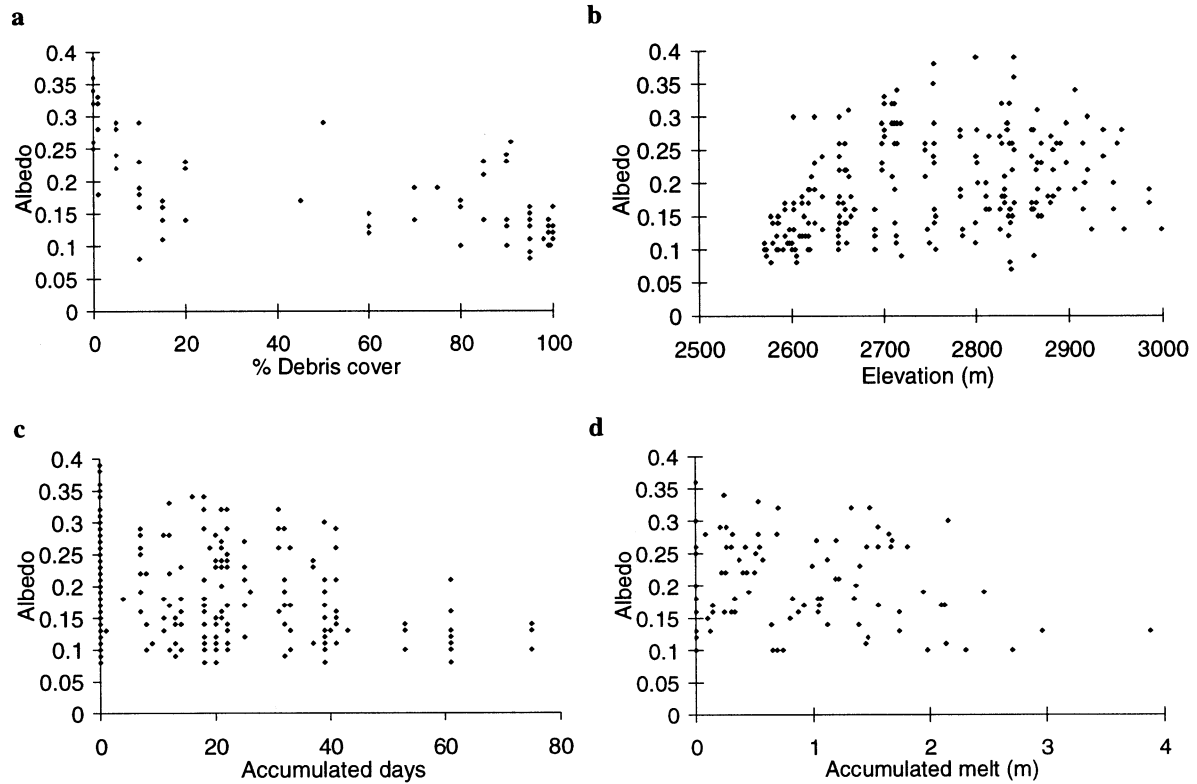 a
0.4
0.35
0.3
0.25
0.2
0.15
0.1
0.05
0
Albedo
0 20 40 60 80 100
% Debris cover
b
0.4
0.35
0.3
0.25
0.2
0.15
0.1
0.05
0
Albedo
2500 2600 2700 2800 2900 3000
Elevation (m)
c
0.4
0.35
0.3
0.25
0.2
0.15
0.1
0.05
0
Albedo
0 20 40 60 80
Accumulated days
d
0.4
0.35
0.3
0.25
0.2
0.15
0.1
0.05
0
Albedo
0 1 2 3 4
Accumulated melt (m)